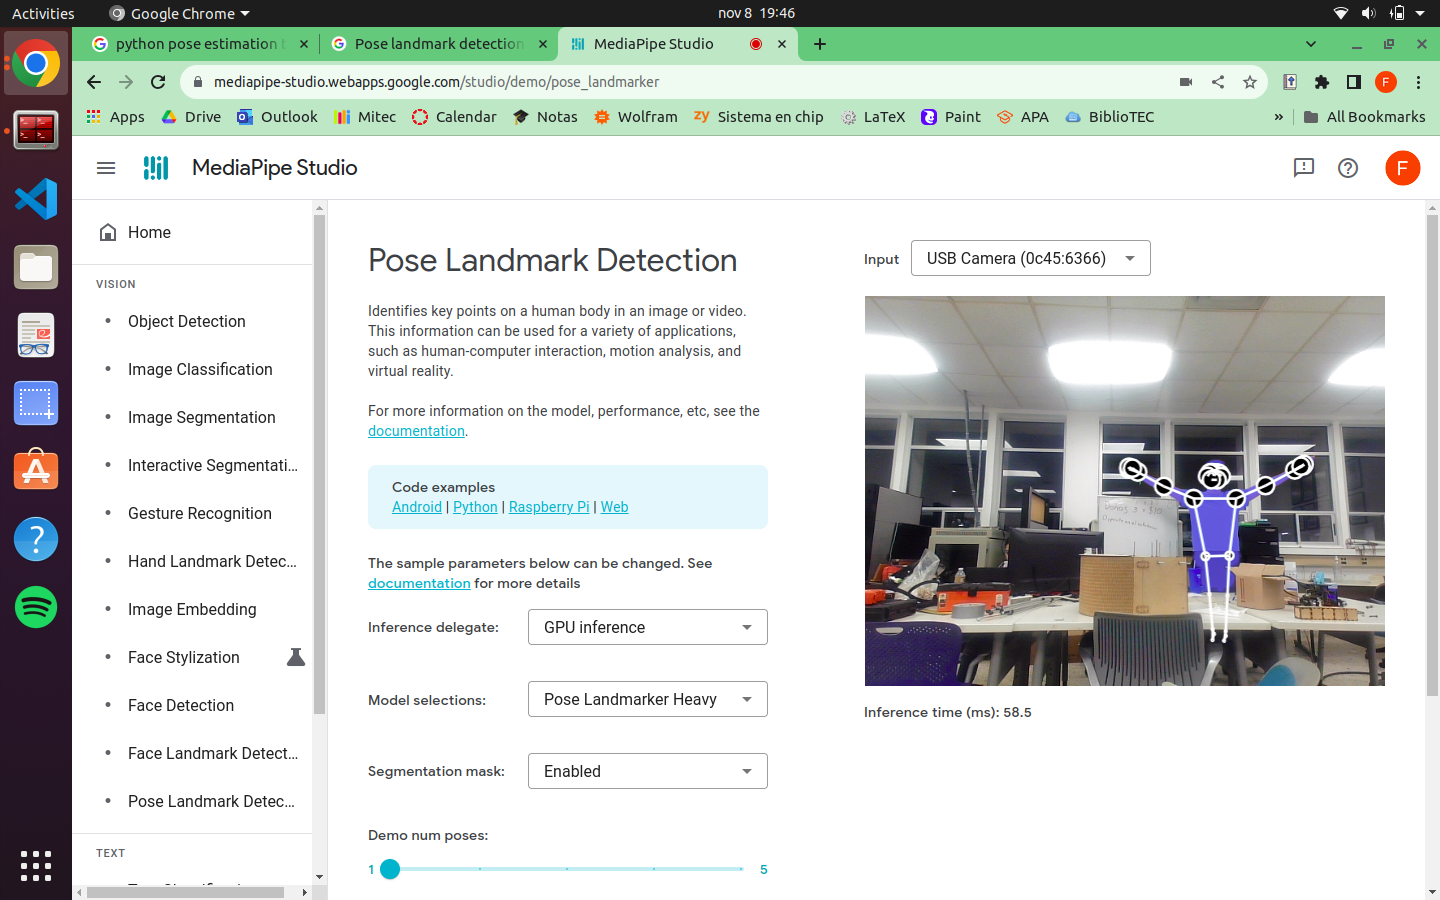 Activities
Google Chrome
nov 8 19:46
python pose estimation
Pose landmark detection
MediaPipe Studio
mediapipe-studio.webapps.google.com/studio/demo/pose_landmarker
F
Apps
Drive
Outlook
Mitec
Calendar
Notas
Wolfram
Sistema en chip
LaTeX
Paint
APA
BiblioTEC
»
All Bookmarks
MediaPipe Studio
F
Home
VISION
• Object Detection
• Image Classification
• Image Segmentation
• Interactive Segmentati...
• Gesture Recognition
• Hand Landmark Detec...
• Image Embedding
• Face Stylization
• Face Detection
• Face Landmark Detect...
• Pose Landmark Detec...
TEXT
Pose Landmark Detection
Identifies key points on a human body in an image or video.
This information can be used for a variety of applications,
such as human-computer interaction, motion analysis, and
virtual reality.
For more information on the model, performance, etc, see the
documentation.
Code examples
Android | Python | Raspberry Pi | Web
The sample parameters below can be changed. See
documentation for more details
Inference delegate:
GPU inference
Model selections:
Pose Landmarker Heavy
Segmentation mask:
Enabled
Demo num poses:
1
5
Input
USB Camera (0c45:6366)
Inference time (ms): 58.5